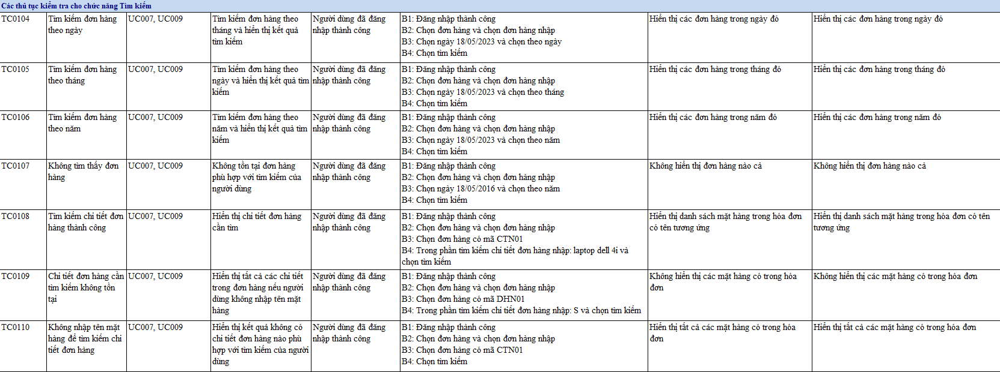 Các thủ tục kiểm tra cho chức năng Tìm kiếm
TC0104
Tìm kiếm đơn hàng
theo ngày
UC007, UC009
Tìm kiếm đơn hàng theo
tháng và hiển thị kết quả
tìm kiếm
Người dùng đã đăng
nhập thành công
B1: Đăng nhập thành công
B2: Chọn đơn hàng và chọn đơn hàng nhập
B3: Chọn ngày 18/05/2023 và chọn theo ngày
B4: Chọn tìm kiếm
Hiển thị các đơn hàng trong ngày đó
Hiển thị các đơn hàng trong ngày đó
TC0105
Tìm kiếm đơn hàng
theo tháng
UC007, UC009
Tìm kiếm đơn hàng theo
ngày và hiển thị kết quả tìm
kiếm
Người dùng đã đăng
nhập thành công
B1: Đăng nhập thành công
B2: Chọn đơn hàng và chọn đơn hàng nhập
B3: Chọn ngày 18/05/2023 và chọn theo tháng
B4: Chọn tìm kiếm
Hiển thị các đơn hàng trong tháng đó
Hiển thị các đơn hàng trong tháng đó
TC0106
Tìm kiếm đơn hàng
theo năm
UC007, UC009
Tìm kiếm đơn hàng theo
năm và hiển thị kết quả tìm
kiếm
Người dùng đã đăng
nhập thành công
B1: Đăng nhập thành công
B2: Chọn đơn hàng và chọn đơn hàng nhập
B3: Chọn ngày 18/05/2023 và chọn theo năm
B4: Chọn tìm kiếm
Hiển thị các đơn hàng trong năm đó
Hiển thị các đơn hàng trong năm đó
TC0107
Không tìm thấy đơn
hàng
UC007, UC009
Không tồn tại đơn hàng
phù hợp với tìm kiếm của
người dùng
Người dùng đã đăng
nhập thành công
B1: Đăng nhập thành công
B2: Chọn đơn hàng và chọn đơn hàng nhập
B3: Chọn ngày 18/05/2016 và chọn theo năm
B4: Chọn tìm kiếm
Không hiển thị đơn hàng nào cả
Không hiển thị đơn hàng nào cả
TC0108
Tìm kiếm chi tiết đơn
hàng thành công
UC007, UC009
Hiển thị chi tiết đơn hàng
cần tìm
Người dùng đã đăng
nhập thành công
B1: Đăng nhập thành công
B2: Chọn đơn hàng và chọn đơn hàng nhập
B3: Chọn đơn hàng có mã CTN01
B4: Trong phần tìm kiếm chi tiết đơn hàng nhập: laptop dell 4i và
chọn tìm kiếm
Hiển thị danh sách mặt hàng trong hóa đơn
có tên tương ứng
Hiển thị danh sách mặt hàng trong hóa đơn có tên
tương ứng
TC0109
Chi tiết đơn hàng cần
tìm kiếm không tồn
tại
UC007, UC009
Hiển thị tất cả các chi tiết
trong đơn hàng nếu người
dùng không nhập tên mặt
hàng
Người dùng đã đăng
nhập thành công
B1: Đăng nhập thành công
B2: Chọn đơn hàng và chọn đơn hàng nhập
B3: Chọn đơn hàng có mã DHN01
B4: Trong phần tìm kiếm chi tiết đơn hàng nhập: S và chọn tìm kiếm
Không hiển thị các mặt hàng có trong hóa
đơn
Không hiển thị các mặt hàng có trong hóa đơn
TC0110
Không nhập tên mặt
hàng để tìm kiếm chi
tiết đơn hàng
UC007, UC009
Hiển thị kết quả không có
chi tiết đơn hàng nào phù
hợp với tìm kiếm của người
dùng
Người dùng đã đăng
nhập thành công
B1: Đăng nhập thành công
B2: Chọn đơn hàng và chọn đơn hàng nhập
B3: Chọn đơn hàng có mã CTN01
B4: Chọn tìm kiếm
Hiển thị tất cả các mặt hàng có trong hóa
đơn
Hiển thị tất cả các mặt hàng có trong hóa đơn